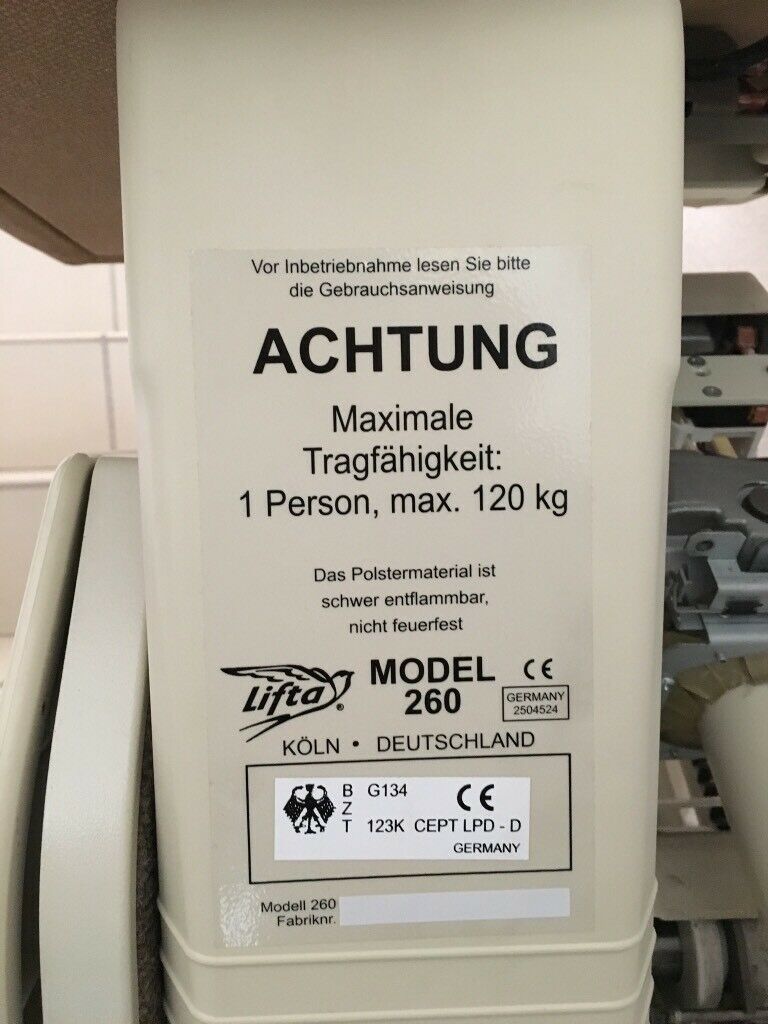 Vor Inbetriebnahme lesen Sie bitte
die Gebrauchsanweisung
ACHTUNG
Maximale
Tragfähigkeit:
1 Person, max. 120 kg
Das Polstermaterial ist
schwer entflammbar,
nicht feuerfest
Lifta®
MODEL
260
CE
GERMANY
2504524
KÖLN • DEUTSCHLAND
B G134 CE
Z
T 123K CEPT LPD - D
GERMANY
Modell 260
Fabriknr.